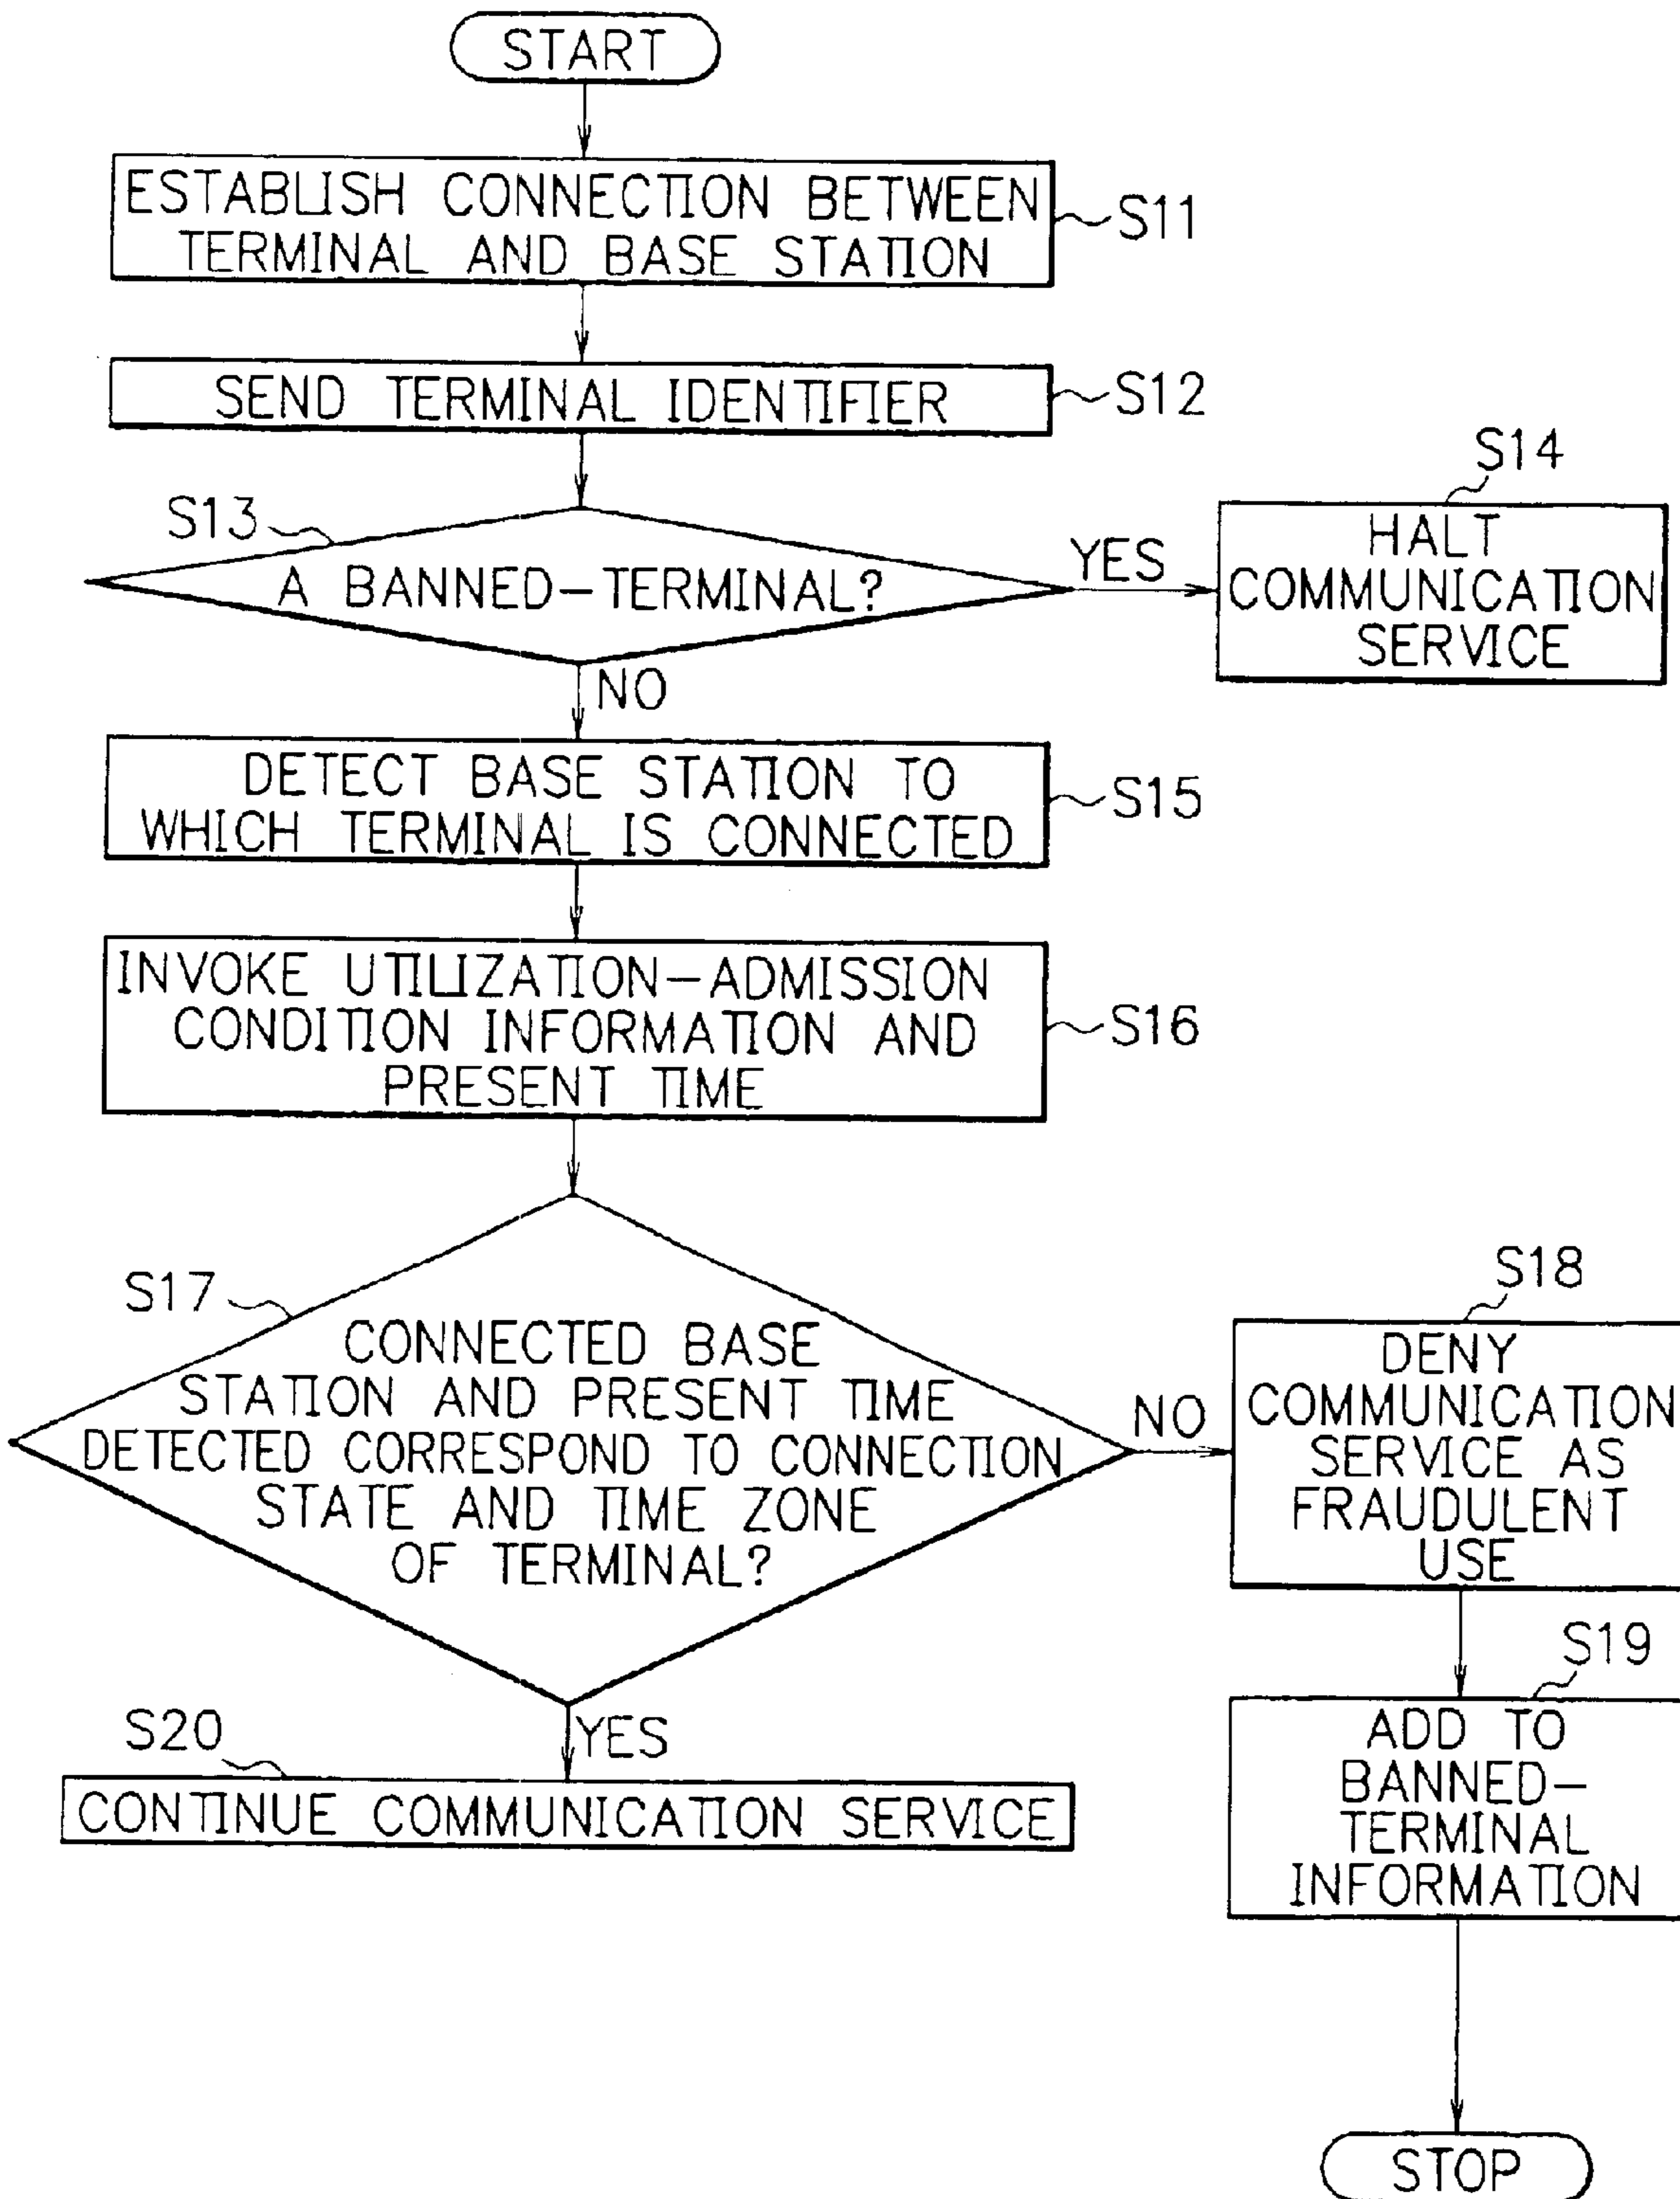 START
ESTABLISH CONNECTION BETWEEN
TERMINAL AND BASE STATION
S11
SEND TERMINAL IDENTIFIER
S12
S13
A BANNED-TERMINAL?
YES
S14
HALT
COMMUNICATION
SERVICE
NO
DETECT BASE STATION TO
WHICH TERMINAL IS CONNECTED
S15
INVOKE UTILIZATION-ADMISSION
CONDITION INFORMATION AND
PRESENT TIME
S16
S17
CONNECTED BASE
STATION AND PRESENT TIME
DETECTED CORRESPOND TO CONNECTION
STATE AND TIME ZONE
OF TERMINAL?
NO
S18
DENY
COMMUNICATION
SERVICE AS
FRAUDULENT
USE
S19
ADD TO
BANNED-
TERMINAL
INFORMATION
YES
S20
CONTINUE COMMUNICATION SERVICE
STOP